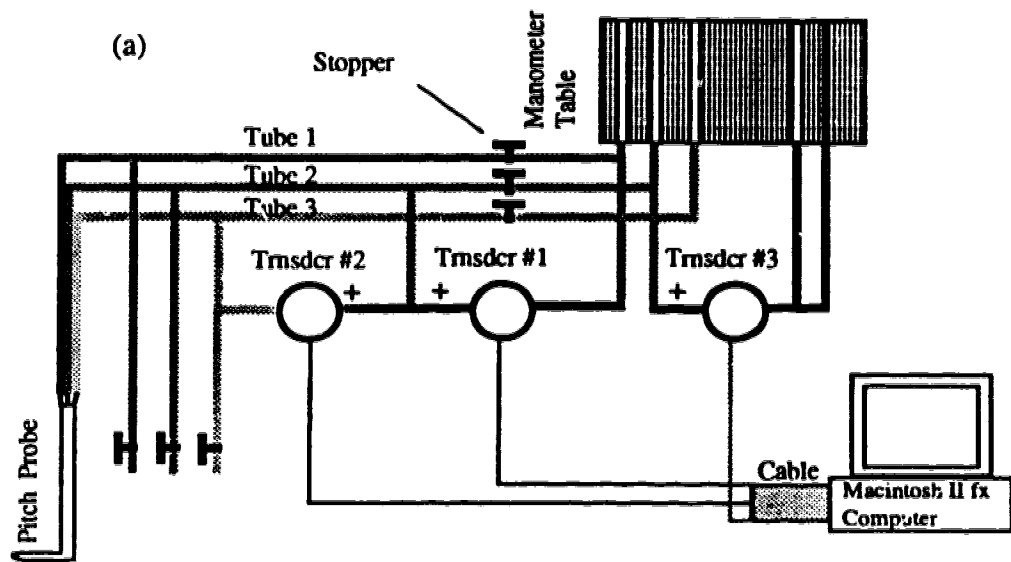 (a)
Stopper
Manometer
Table
Tube 1
Tube 2
Tube 3
Trnsdcr #2
Trnsdcr #1
Trnsdcr #3
+
+
+
Pitch Probe
Cable
Macintosh II fx
Computer